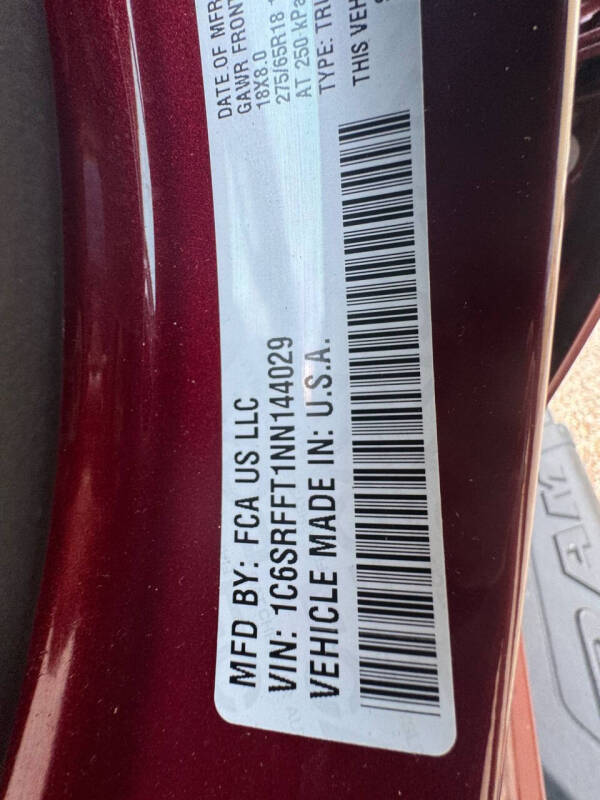 MFD BY: FCA US LLC
VIN: 1C6SRFFT1NN144029
VEHICLE MADE IN: U.S.A.
DATE OF MFR
GAWR FRONT
18X8.0
275/65R18
AT 250 kPa
TYPE: TRU
THIS VEH
RAM